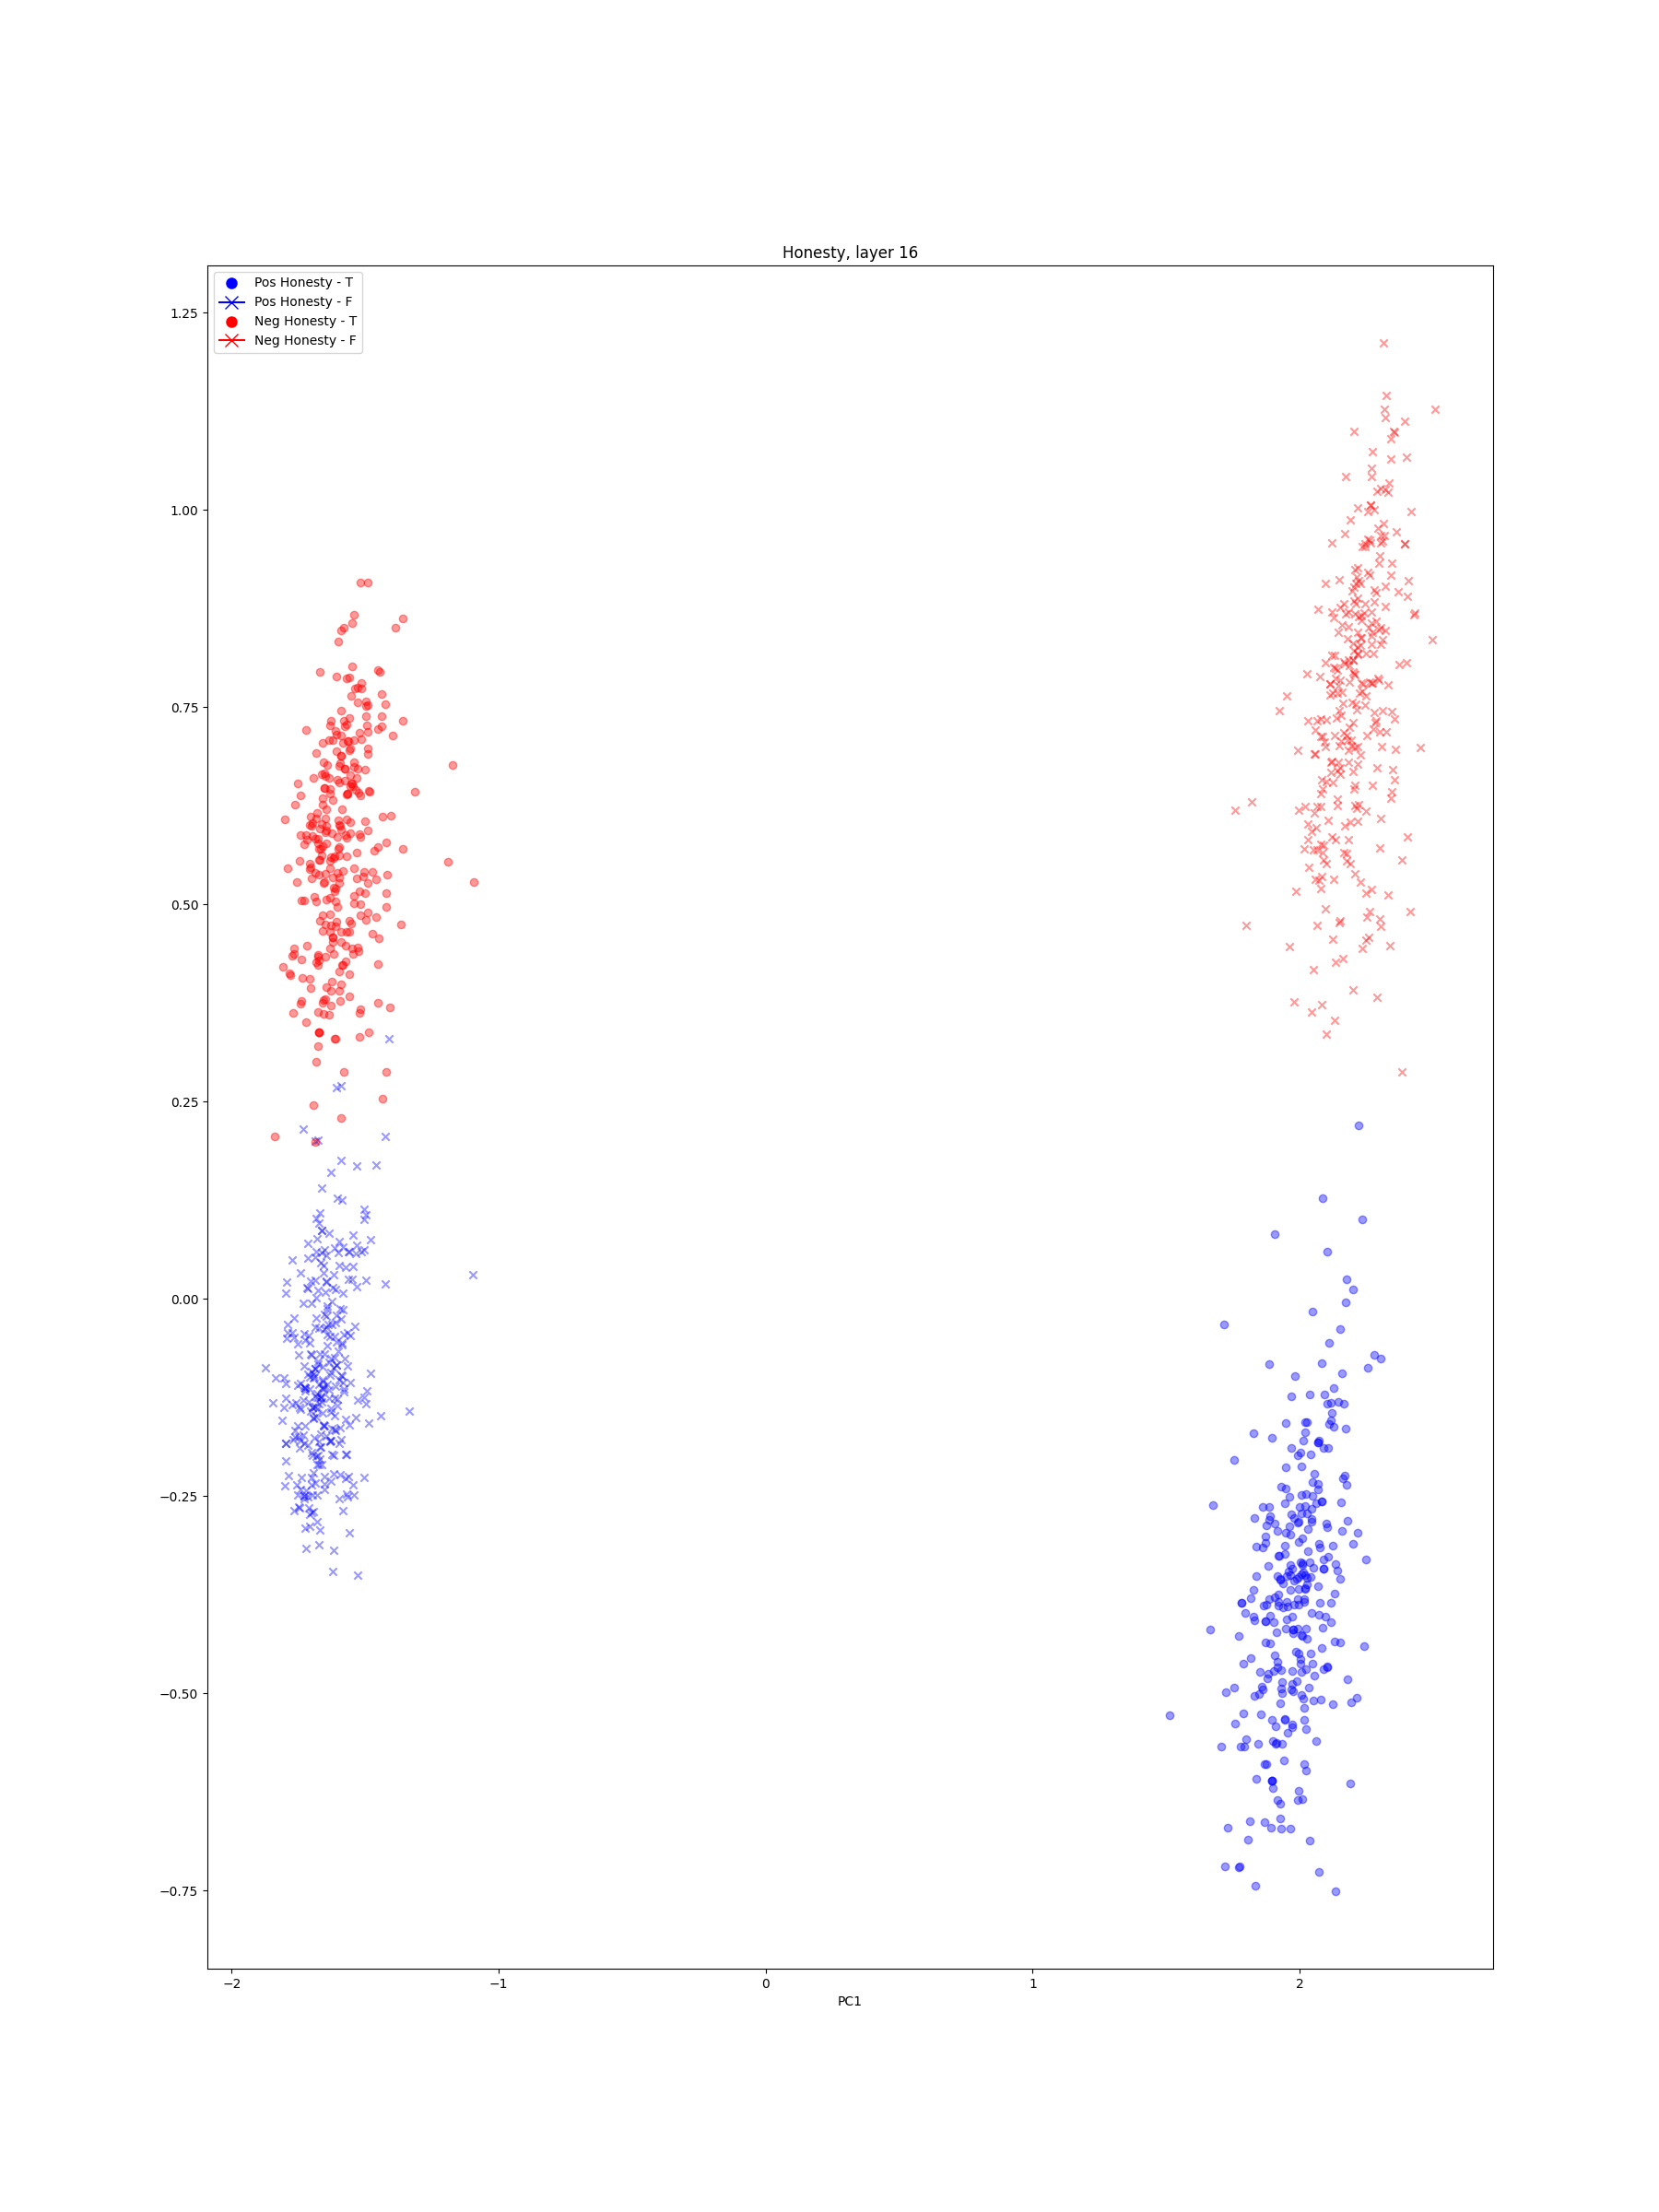 Honesty, layer 16
Pos Honesty - T
Pos Honesty - F
Neg Honesty - T
Neg Honesty - F
1.25
1.00
0.75
0.50
0.25
0.00
−0.25
−0.50
−0.75
−2 −1 0 1 2
PC1